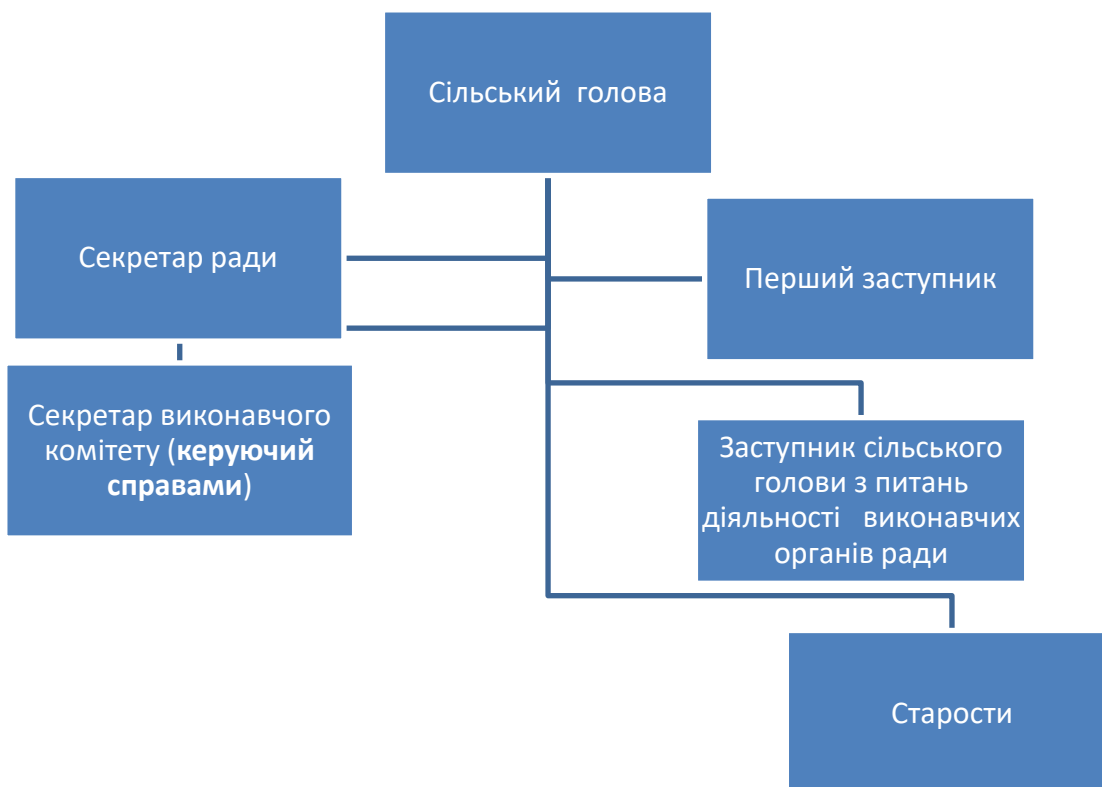 Сільський голова
Секретар ради
Перший заступник
Секретар виконавчого
комітету (керуючий
справами)
Заступник сільського
голови з питань
діяльності виконавчих
органів ради
Старости